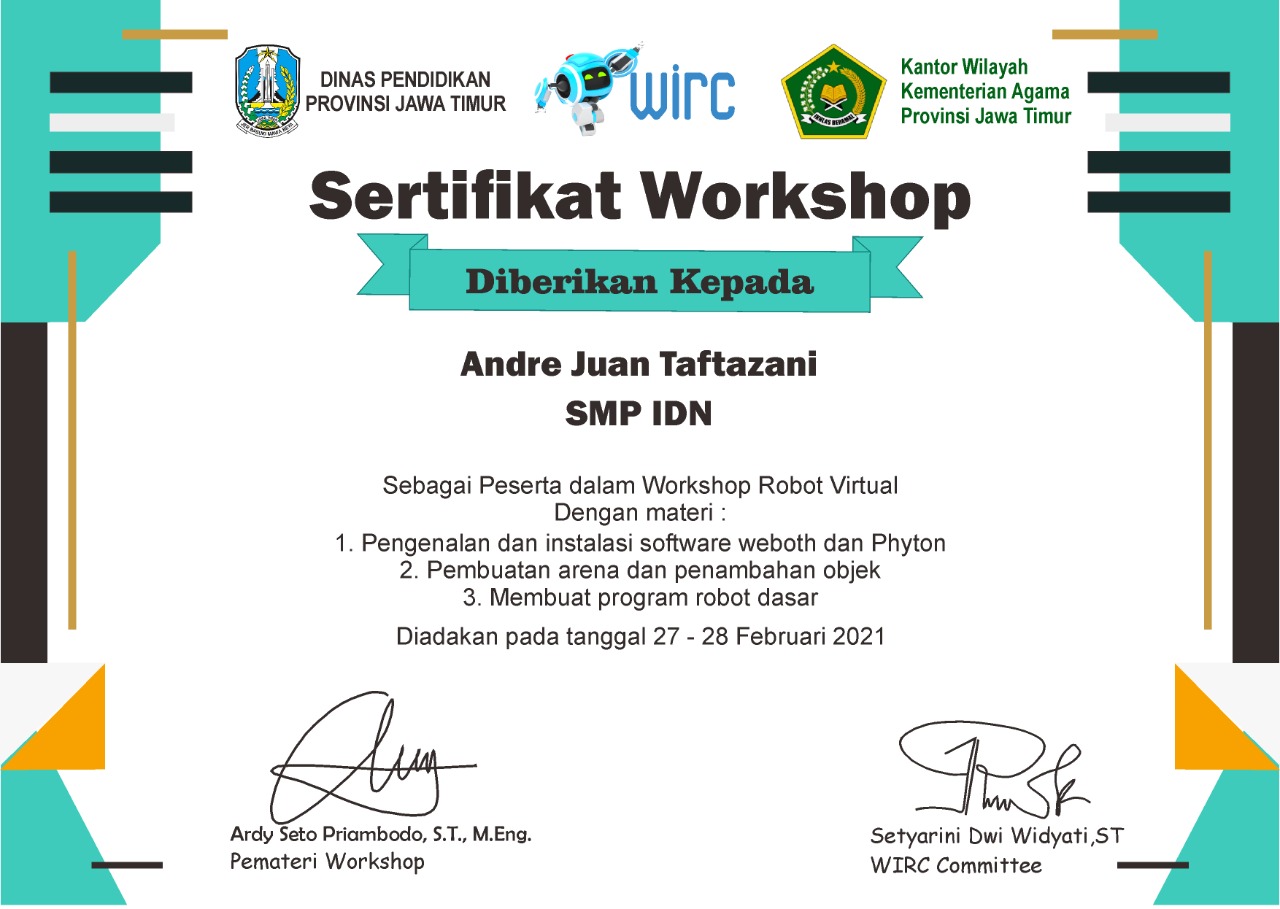 DINAS PENDIDIKAN
PROVINSI JAWA TIMUR
wirc
IKHLAS BERAMAL
Kantor Wilayah
Kementerian Agama
Provinsi Jawa Timur
Sertifikat Workshop
Diberikan Kepada
Andre Juan Taftazani
SMP IDN
Sebagai Peserta dalam Workshop Robot Virtual
Dengan materi :
1. Pengenalan dan instalasi software weboth dan Phyton
2. Pembuatan arena dan penambahan objek
3. Membuat program robot dasar
Diadakan pada tanggal 27 - 28 Februari 2021
Ardy Seto Priambodo, S.T., M.Eng.
Pemateri Workshop
Setyarini Dwi Widyati,ST
WIRC Committee